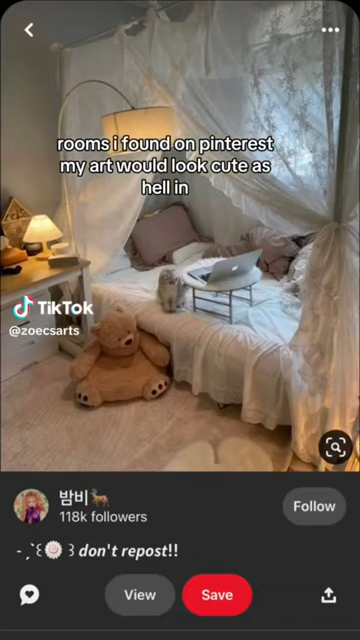 rooms i found on pinterest
my art would look cute as
hell in
TikTok
@zoecsarts
밤비🦌
118k followers
Follow
- ˏˋ꒰🍥 ꒱ don't repost!!
View
Save